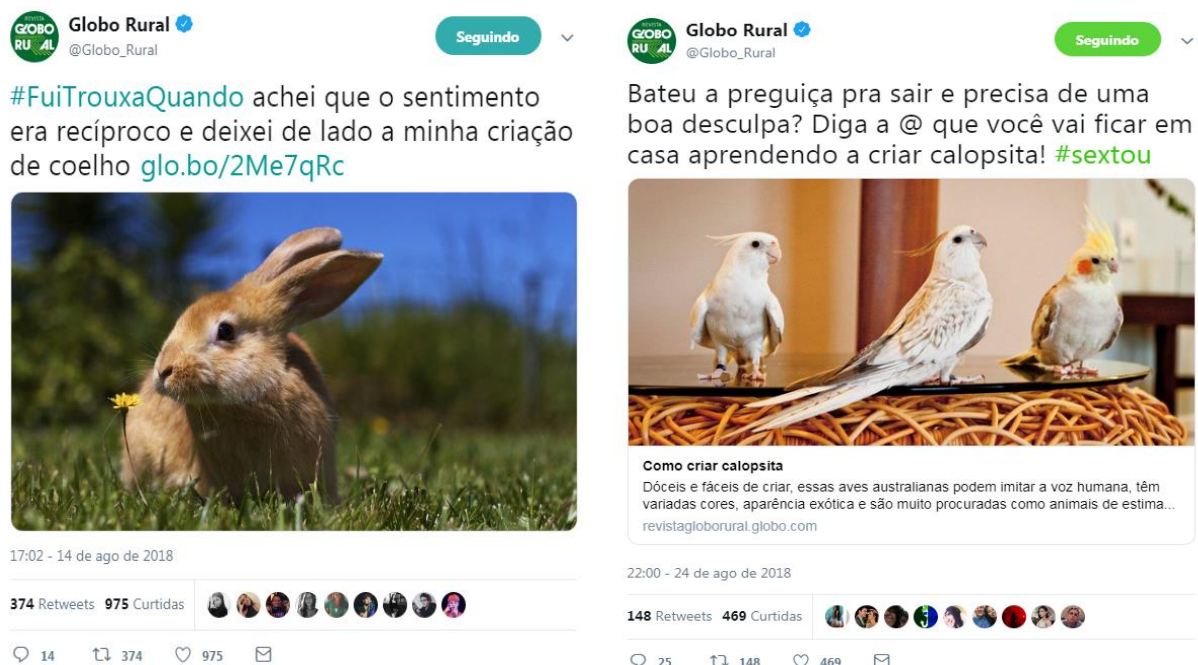 REVISTA
GLOBO
RURAL
Globo Rural
@Globo_Rural
Seguindo
#FuiTrouxaQuando achei que o sentimento
era recíproco e deixei de lado a minha criação
de coelho glo.bo/2Me7qRc
17:02 - 14 de ago de 2018
374 Retweets 975 Curtidas
14 374 975
REVISTA
GLOBO
RURAL
Globo Rural
@Globo_Rural
Seguindo
Bateu a preguiça pra sair e precisa de uma
boa desculpa? Diga a @ que você vai ficar em
casa aprendendo a criar calopsita! #sextou
Como criar calopsita
Dóceis e fáceis de criar, essas aves australianas podem imitar a voz humana, têm
variadas cores, aparência exótica e são muito procuradas como animais de estima...
revistagloborural.globo.com
22:00 - 24 de ago de 2018
148 Retweets 469 Curtidas
25 148 469